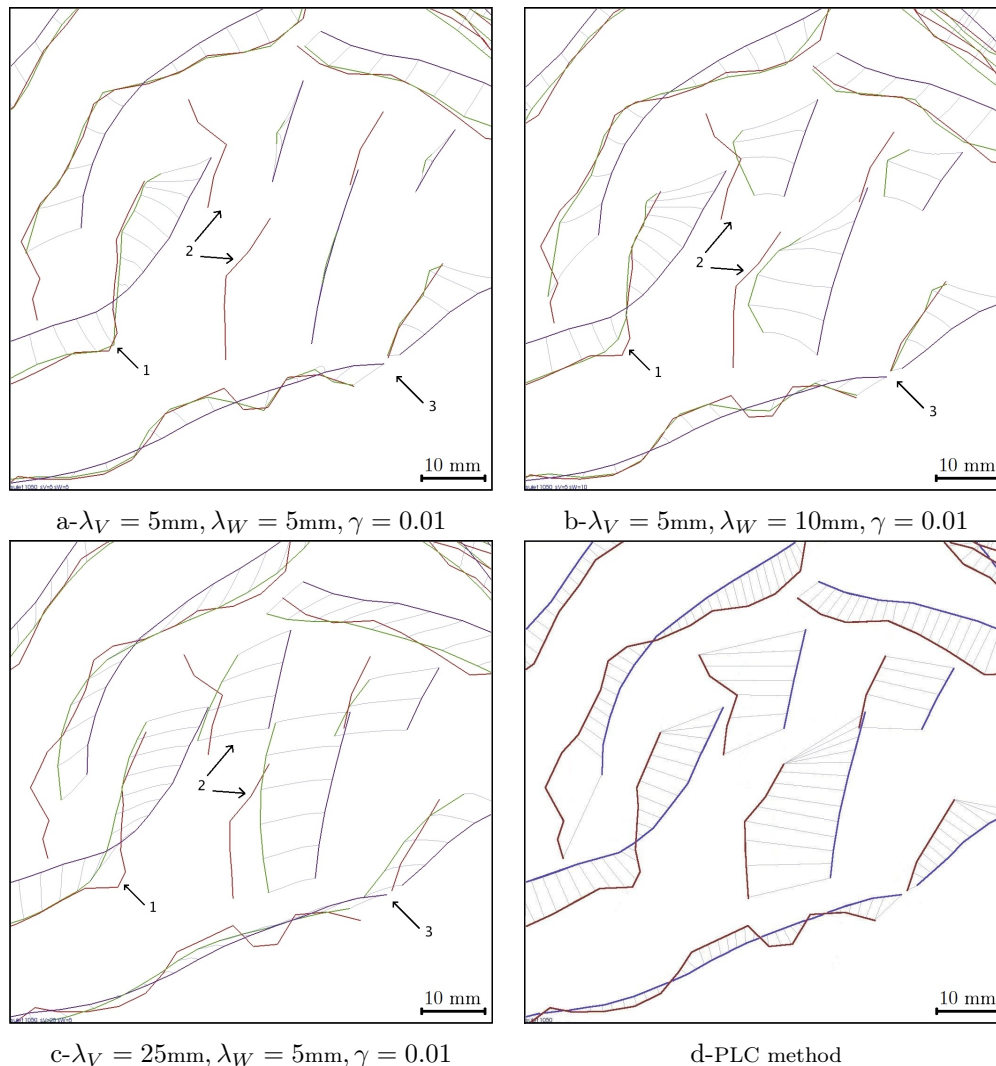 2
1
3
10 mm
a-λ_V = 5mm, λ_W = 5mm, γ = 0.01
2
1
3
10 mm
b-λ_V = 5mm, λ_W = 10mm, γ = 0.01
2
1
3
10 mm
c-λ_V = 25mm, λ_W = 5mm, γ = 0.01
10 mm
d-PLC method